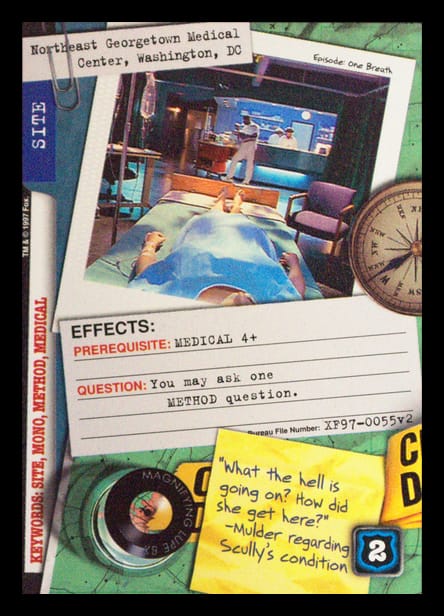 Northeast Georgetown Medical
Center, Washington, DC
Episode: One Breath
SITE
TM & © 1997 Fox.
KEYWORDS: SITE, MONO, METHOD, MEDICAL
EFFECTS:
PREREQUISITE: MEDICAL 4+
QUESTION: You may ask one
METHOD question.
Bureau File Number: XF97-0055v2
"What the hell is
going on? How did
she get here?"
-Mulder regarding
Scully's condition
2
MAGNIFYING LUPE 8X